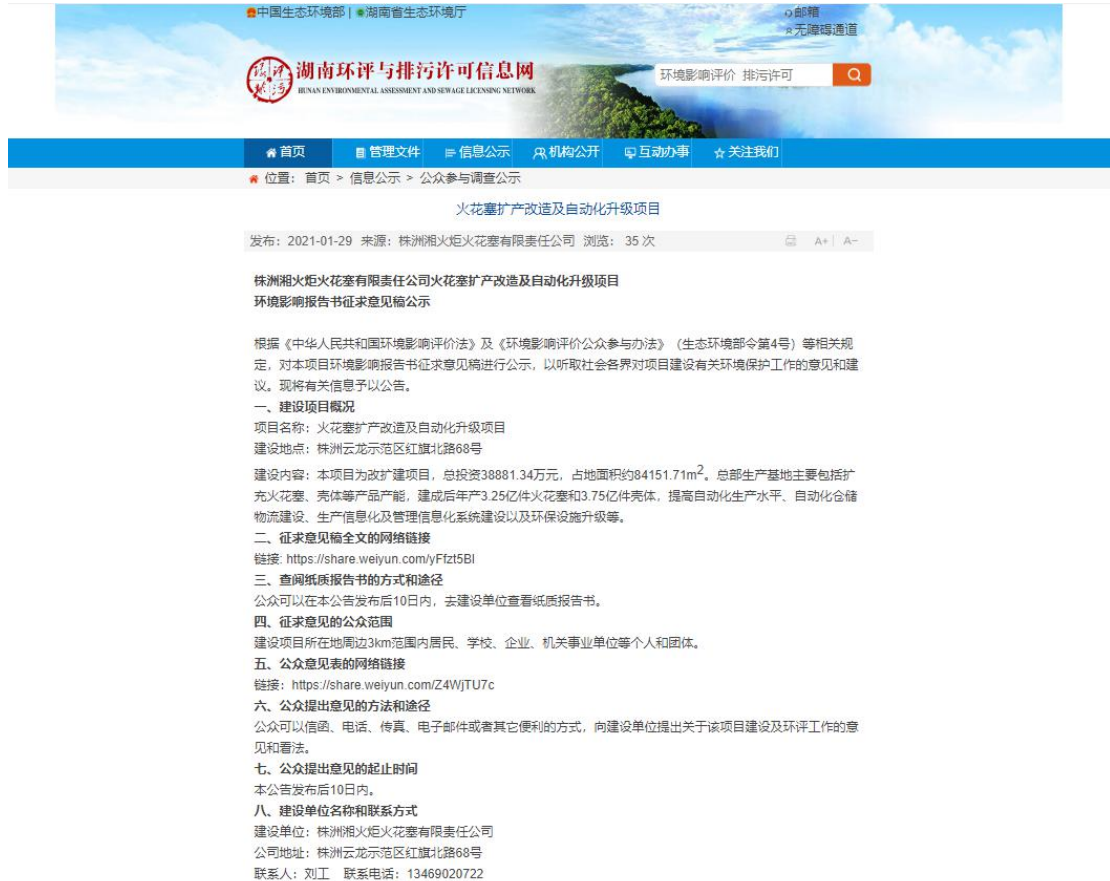 中国生态环境部 | 湖南省生态环境厅
邮箱
无障碍通道
湖南环评与排污许可信息网
HUNAN ENVIRONMENTAL ASSESSMENT AND SEWAGE LICENSING NETWORK
环境影响评价 排污许可
首页 管理文件 信息公示 机构公开 互动办事 关注我们
位置: 首页 > 信息公示 > 公众参与调查公示
火花塞扩产改造及自动化升级项目
发布: 2021-01-29 来源: 株洲湘火炬火花塞有限责任公司 浏览: 35 次 A+ A-
株洲湘火炬火花塞有限责任公司火花塞扩产改造及自动化升级项目
环境影响报告书征求意见稿公示
根据《中华人民共和国环境影响评价法》及《环境影响评价公众参与办法》（生态环境部令第4号）等相关规
定，对本项目环境影响报告书征求意见稿进行公示，以听取社会各界对项目建设有关环境保护工作的意见和建
议。现将有关信息予以公告。
一、建设项目概况
项目名称：火花塞扩产改造及自动化升级项目
建设地点：株洲云龙示范区红旗北路68号
建设内容：本项目为改扩建项目，总投资38881.34万元，占地面积约84151.71m²。总部生产基地主要包括扩
充火花塞、壳体等产品产能，建成后年产3.25亿件火花塞和3.75亿件壳体，提高自动化生产水平、自动化仓储
物流建设、生产信息化及管理信息化系统建设以及环保设施升级等。
二、征求意见稿全文的网络链接
链接: https://share.weiyun.com/yFfzt5BI
三、查阅纸质报告书的方式和途径
公众可以在本公告发布后10日内，去建设单位查看纸质报告书。
四、征求意见的公众范围
建设项目所在地周边3km范围内居民、学校、企业、机关事业单位等个人和团体。
五、公众意见表的网络链接
链接：https://share.weiyun.com/Z4WjTU7c
六、公众提出意见的方法和途径
公众可以信函、电话、传真、电子邮件或者其它便利的方式，向建设单位提出关于该项目建设及环评工作的意
见和看法。
七、公众提出意见的起止时间
本公告发布后10日内。
八、建设单位名称和联系方式
建设单位：株洲湘火炬火花塞有限责任公司
公司地址：株洲云龙示范区红旗北路68号
联系人：刘工 联系电话：13469020722